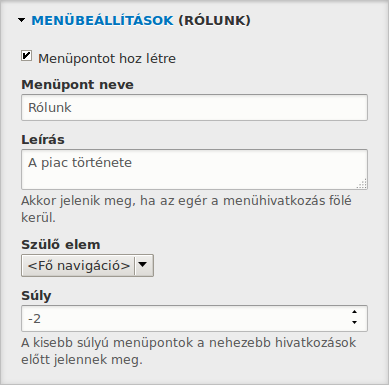 MENÜBEÁLLÍTÁSOK (RÓLUNK)
Menüpontot hoz létre
Menüpont neve
Rólunk
Leírás
A piac története
Akkor jelenik meg, ha az egér a menühivatkozás fölé
kerül.
Szülő elem
<Fő navigáció>
Súly
-2
A kisebb súlyú menüpontok a nehezebb hivatkozások
előtt jelennek meg.